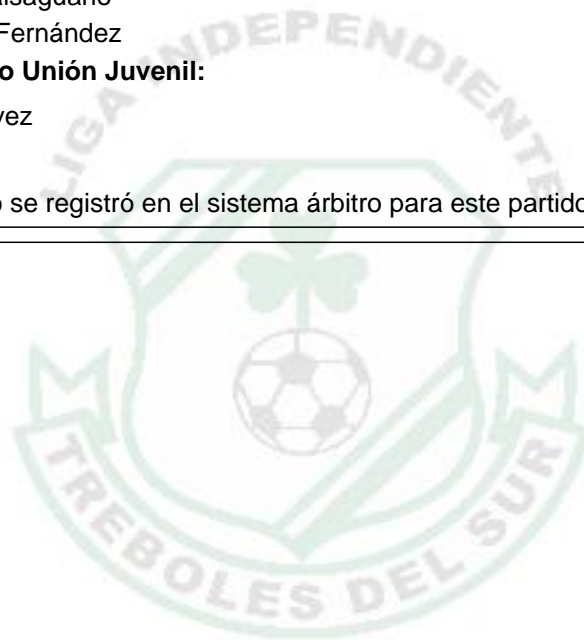 Fernández
o Unión Juvenil:
vez
o se registró en el sistema árbitro para este partido
LIGA INDEPENDIENTE
TREBOLES DEL SUR